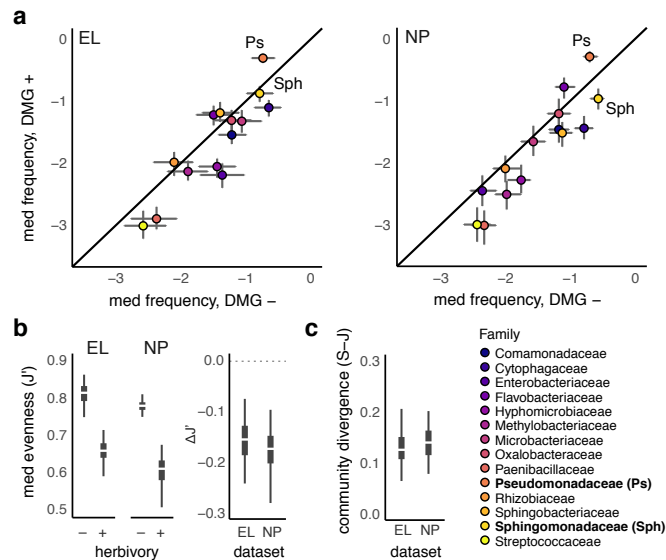 a
EL
NP
Ps
Sph
Ps
Sph
med frequency, DMG +
0
−1
−2
−3
−3
−2
−1
0
med frequency, DMG −
0
−1
−2
−3
−3
−2
−1
0
med frequency, DMG −
b
EL
NP
med evenness (J')
0.9
0.8
0.7
0.6
0.5
−
+
−
+
herbivory
ΔJ'
0.0
−0.1
−0.2
−0.3
EL
NP
dataset
c
community divergence (S−J)
0.3
0.2
0.1
0.0
EL
NP
dataset
Family
Comamonadaceae
Cytophagaceae
Enterobacteriaceae
Flavobacteriaceae
Hyphomicrobiaceae
Methylobacteriaceae
Microbacteriaceae
Oxalobacteraceae
Paenibacillaceae
Pseudomonadaceae (Ps)
Rhizobiaceae
Sphingobacteriaceae
Sphingomonadaceae (Sph)
Streptococcaceae